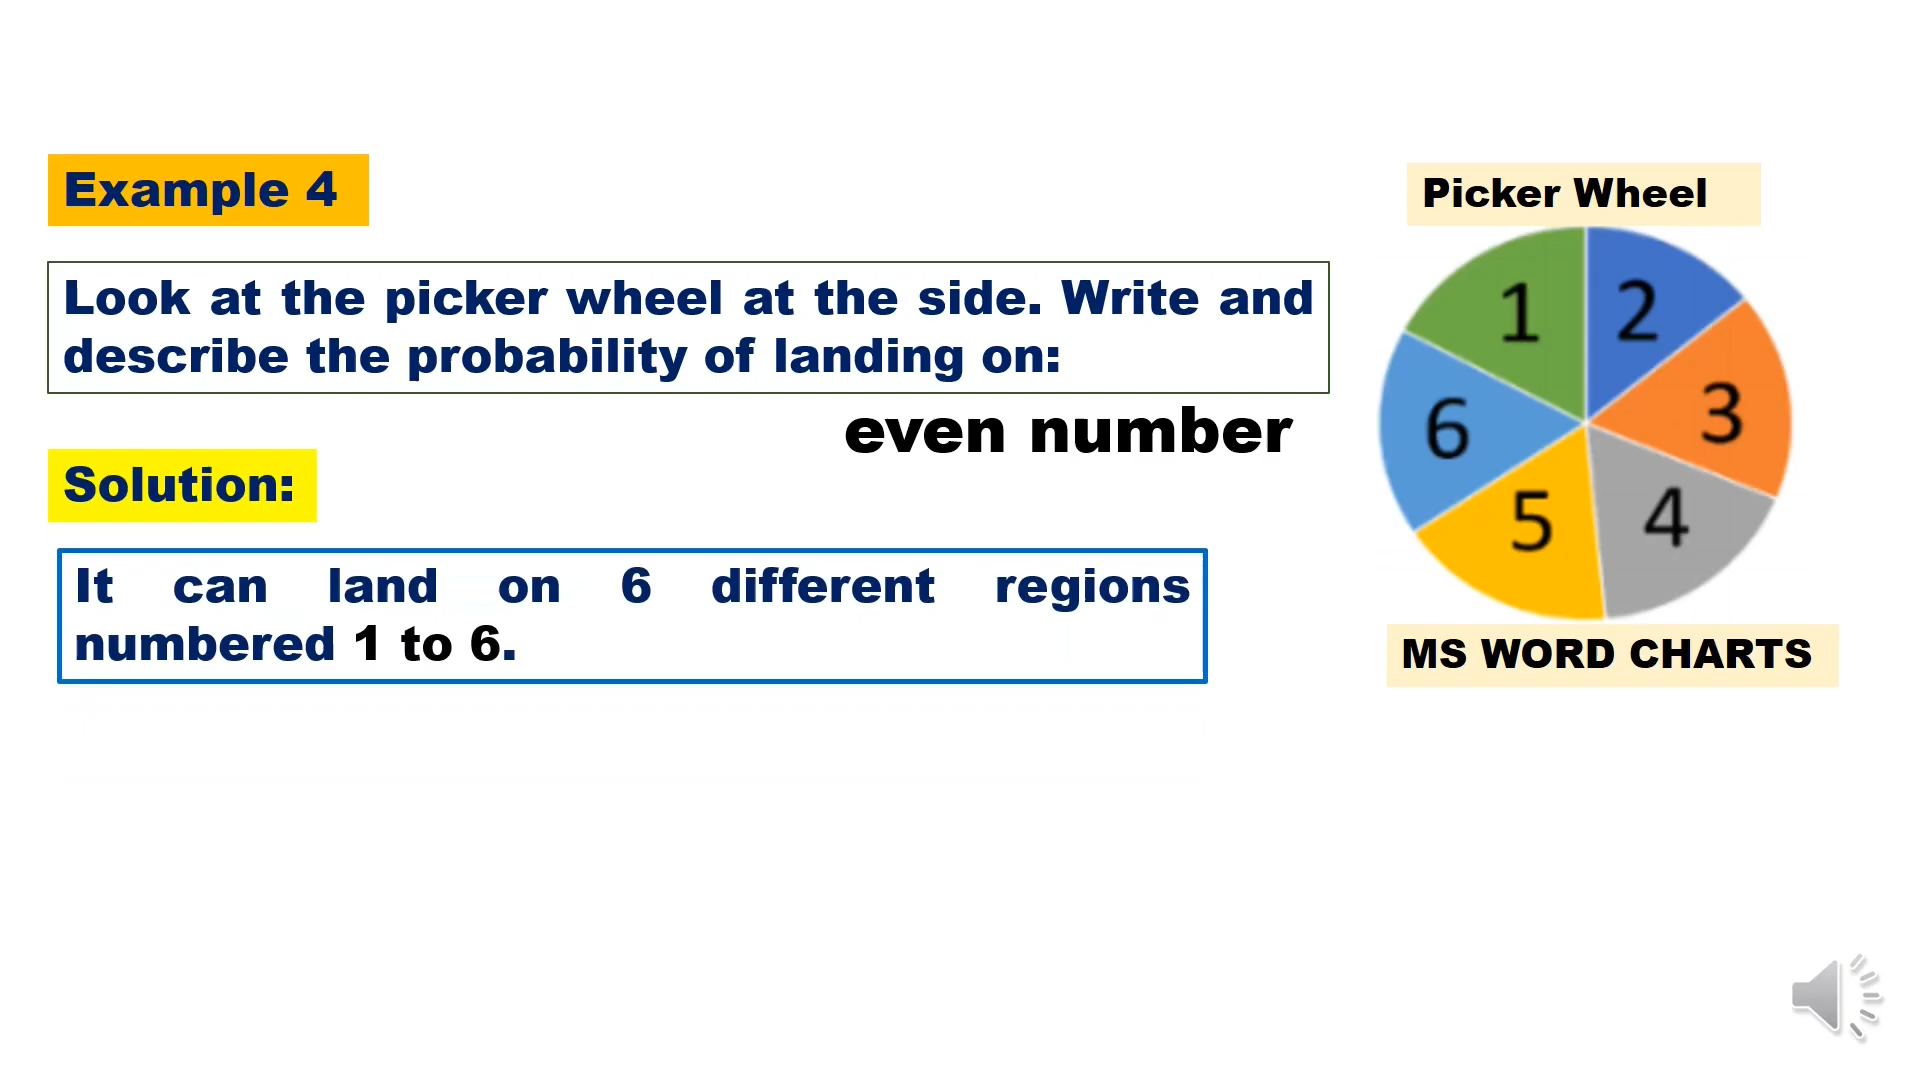 Example 4
Picker Wheel
Look at the picker wheel at the side. Write and
describe the probability of landing on:
even number
1 2
3
6
5 4
Solution:
It can land on 6 different regions
numbered 1 to 6.
MS WORD CHARTS